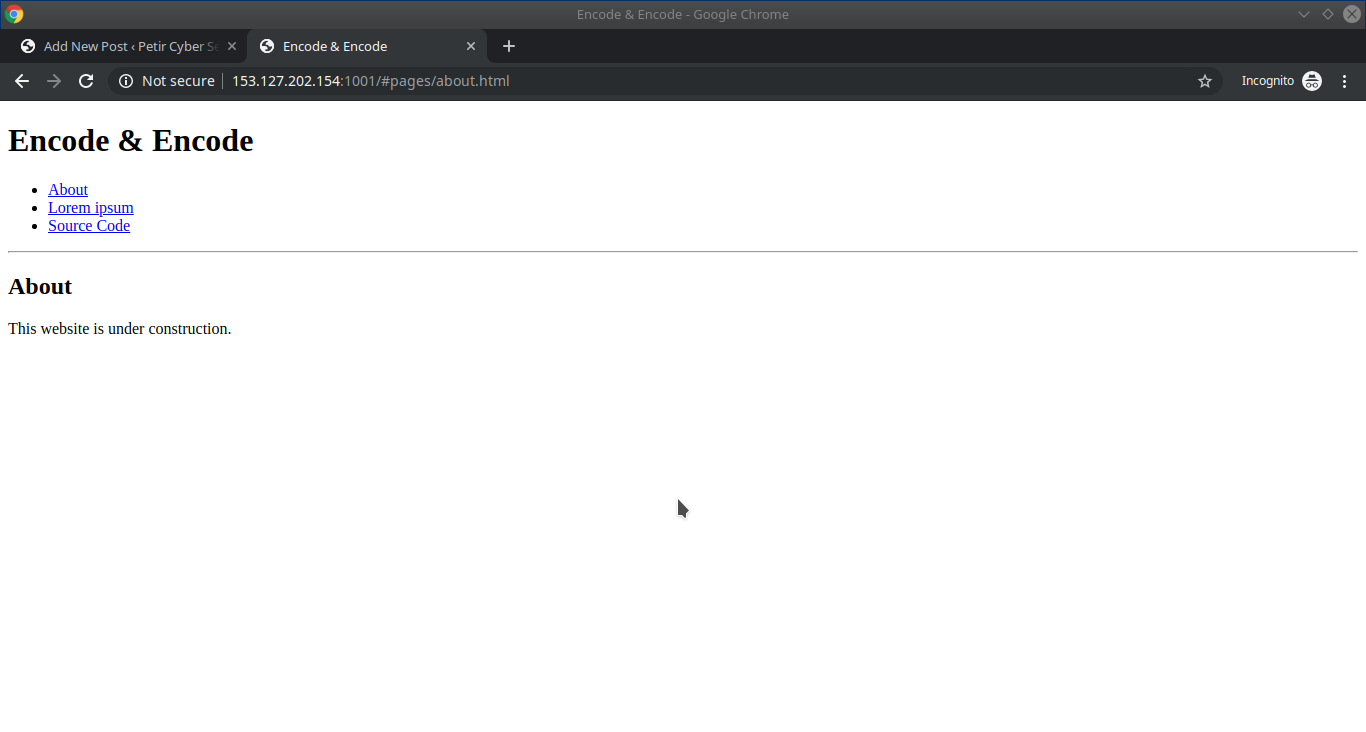 Encode & Encode - Google Chrome
Add New Post ‹ Petir Cyber Se
Encode & Encode
Not secure | 153.127.202.154:1001/#pages/about.html
Incognito
Encode & Encode
About
Lorem ipsum
Source Code
About
This website is under construction.